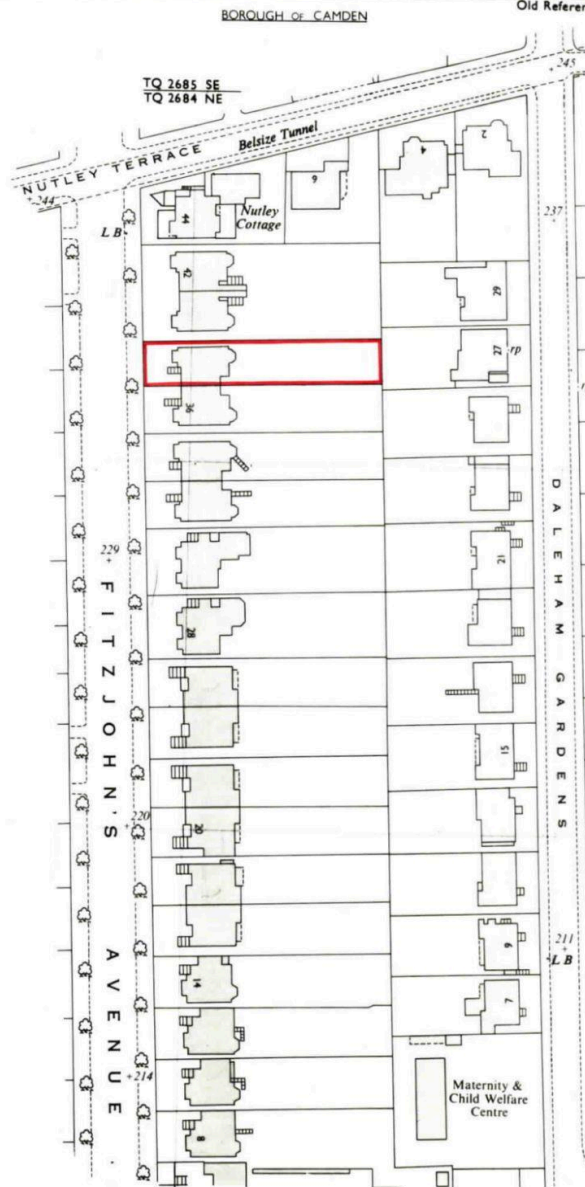 BOROUGH OF CAMDEN
Old Referen
TQ 2685 SE
TQ 2684 NE
245
Belsize Tunnel
NUTLEY TERRACE
244
2
4
6
44
Nutley
Cottage
LB
237
42
29
27
rp
36
229
21
28
FITZJOHN'S AVENUE
DALEHAM GARDENS
15
220
20
9
211
LB
14
7
214
Maternity &
Child Welfare
Centre
8